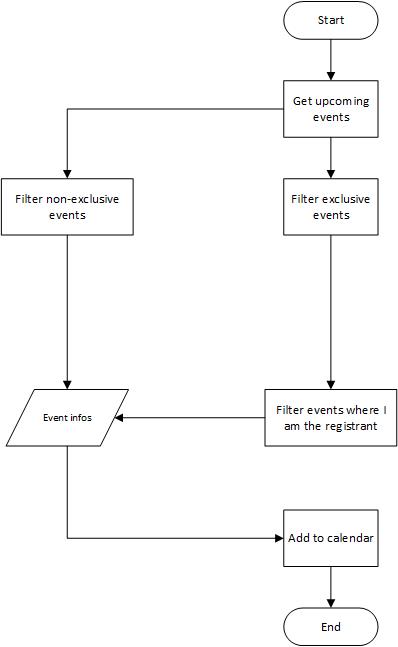 Start
Get upcoming
events
Filter non-exclusive
events
Filter exclusive
events
Event infos
Filter events where I
am the registrant
Add to calendar
End